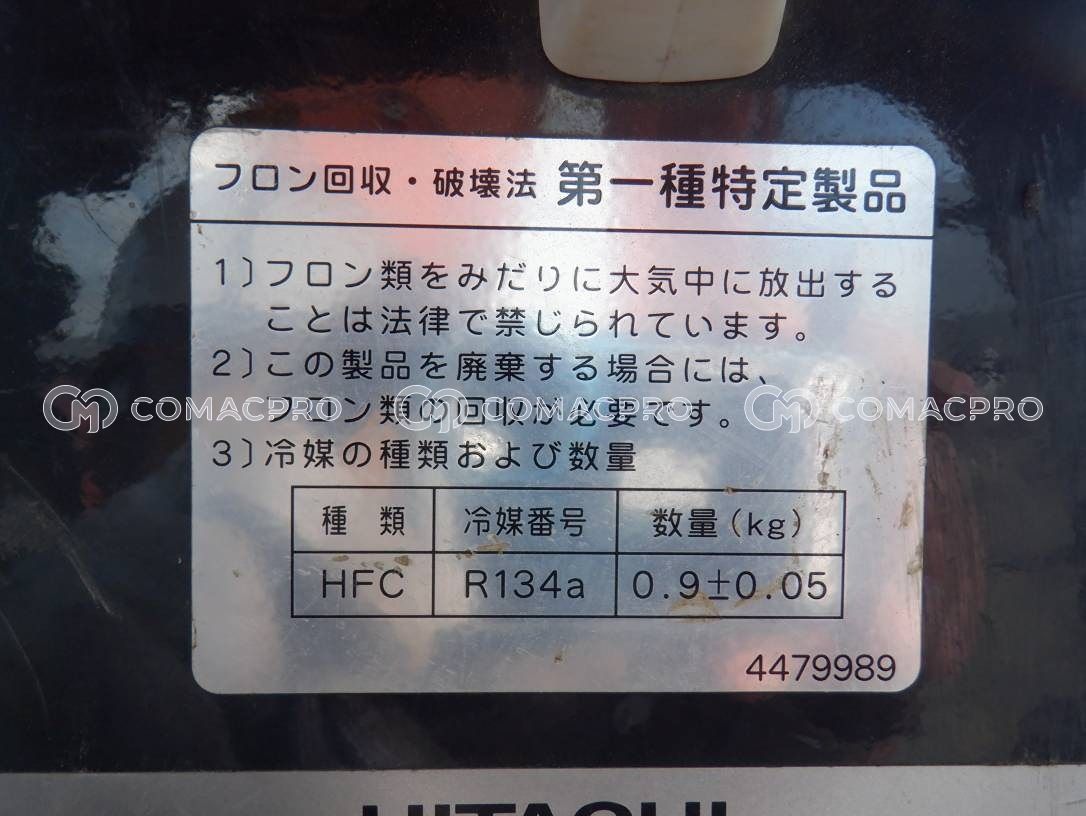 フロン回収・破壊法 第一種特定製品
1)フロン類をみだりに大気中に放出する
ことは法律で禁じられています。
2)この製品を廃棄する場合には、
フロン類の回収が必要です。
COMACPRO COMACPRO COMACPRO
3)冷媒の種類および数量
種 類 冷媒番号 数量(kg)
HFC R134a 0.9±0.05
4479989
HITACHI